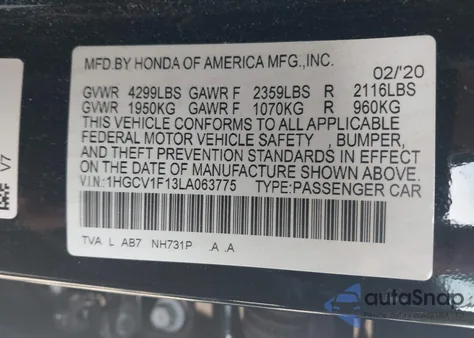 MFD.BY HONDA OF AMERICA MFG.,INC.
02/'20
GVWR 4299LBS GAWR F 2359LBS R 2116LBS
GVWR 1950KG GAWR F 1070KG R 960KG
THIS VEHICLE CONFORMS TO ALL APPLICABLE
FEDERAL MOTOR VEHICLE SAFETY , BUMPER,
AND THEFT PREVENTION STANDARDS IN EFFECT
ON THE DATE OF MANUFACTURE SHOWN ABOVE.
V.I.N:1HGCV1F13LA063775 TYPE:PASSENGER CAR
TVA L AB7 NH731P .A .A
V7
autoSnap